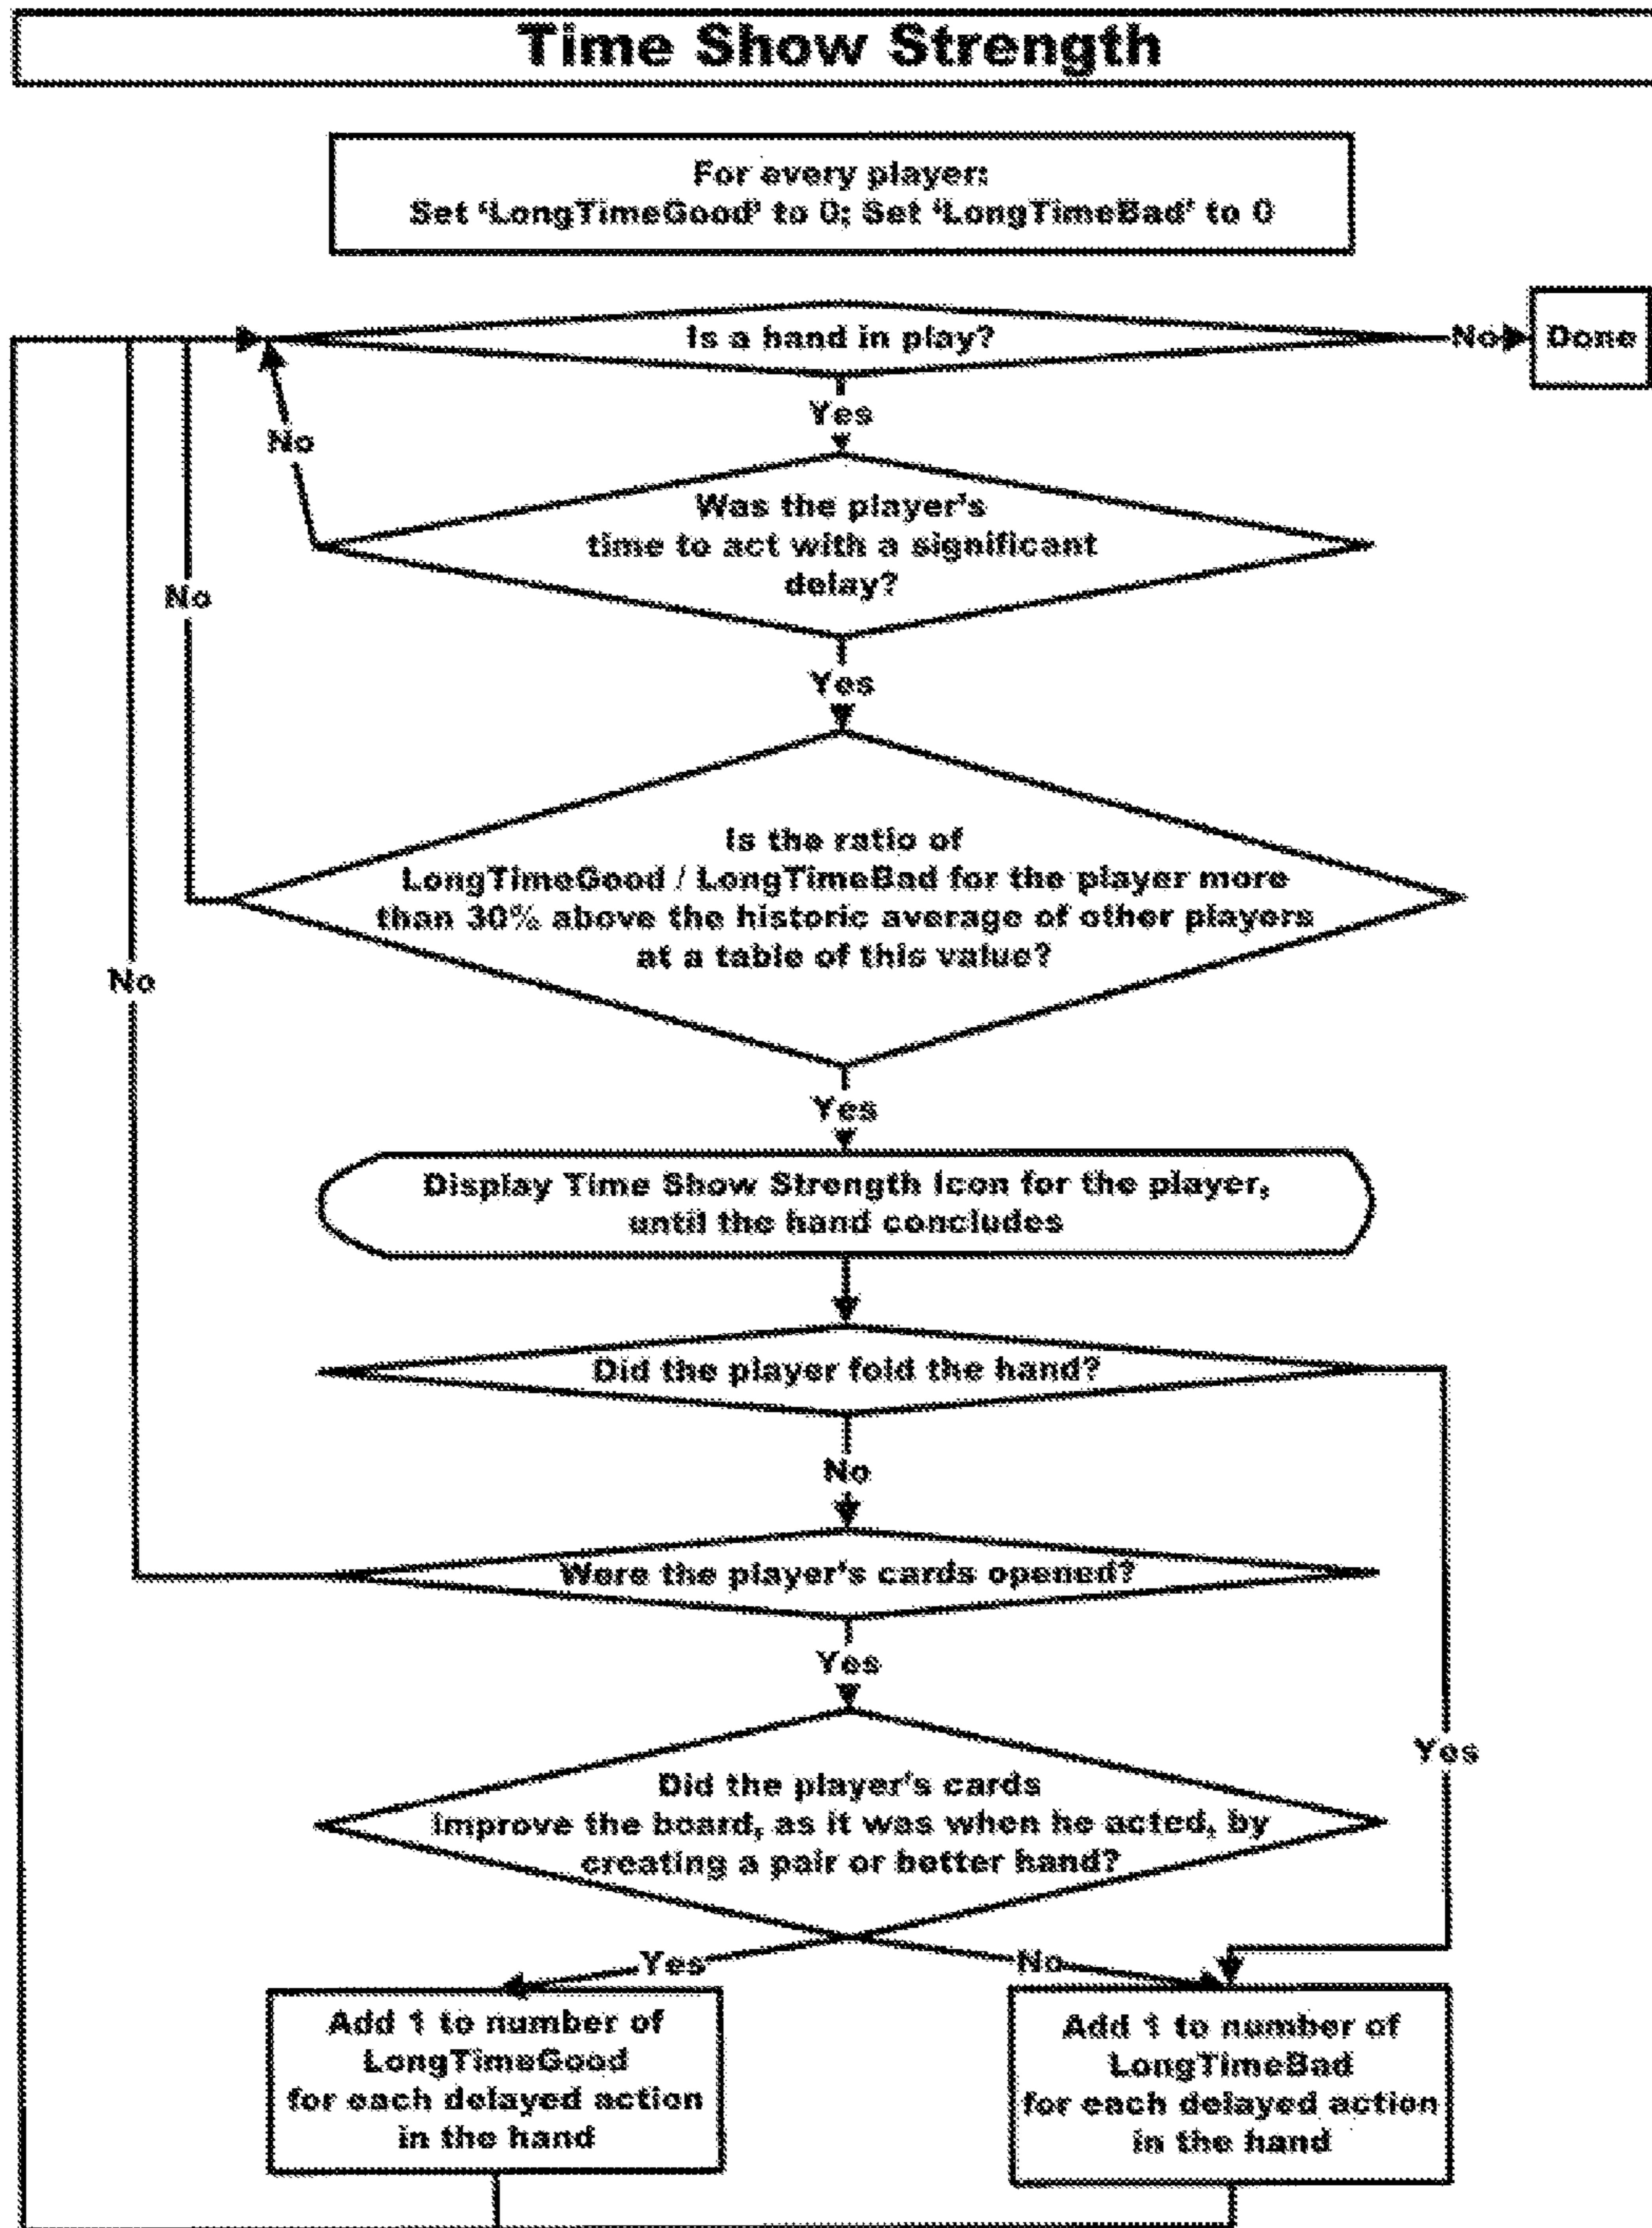 Time Show Strength
For every player:
Set ‘LongTimeGood’ to 0; Set ‘LongTimeBad’ to 0
Is a hand in play?
No
Done
Yes
No
Was the player's
time to act with a significant
delay?
No
Yes
Is the ratio of
LongTimeGood / LongTimeBad for the player more
than 30% above the historic average of other players
at a table of this value?
No
Yes
Display Time Show Strength Icon for the player,
until the hand concludes
Did the player fold the hand?
No
Were the player's cards opened?
Yes
Yes
Did the player's cards
improve the board, as it was when he acted, by
creating a pair or better hand?
Yes
No
Add 1 to number of
LongTimeGood
for each delayed action
in the hand
Add 1 to number of
LongTimeBad
for each delayed action
in the hand